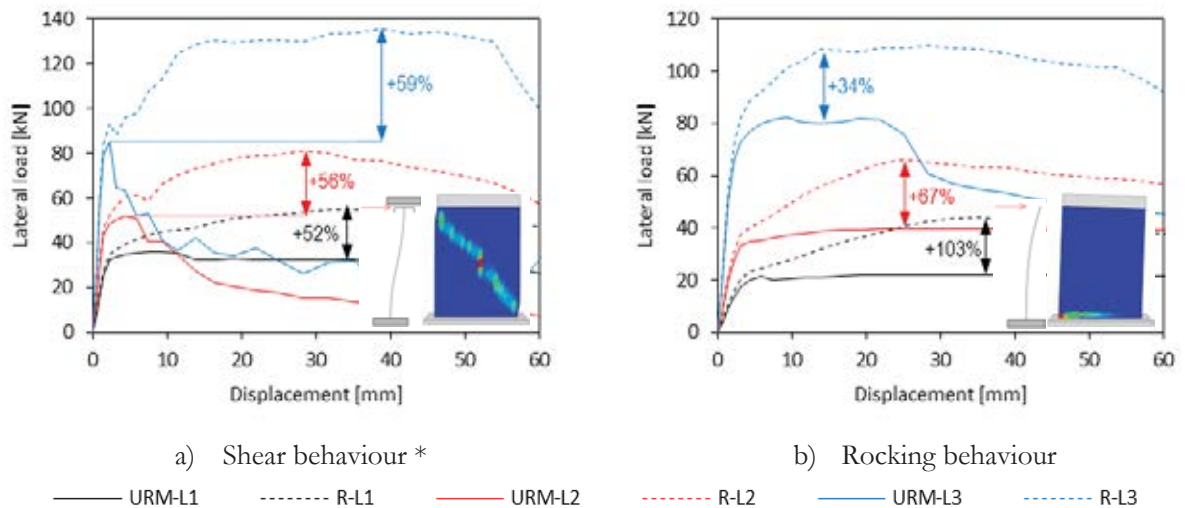 140
120
100
80
60
40
20
0
Lateral load [kN]
+59%
+56%
+52%
0 10 20 30 40 50 60
Displacement [mm]
120
100
80
60
40
20
0
Lateral load [kN]
+34%
+67%
+103%
0 10 20 30 40 50 60
Displacement [mm]
a) Shear behaviour *
b) Rocking behaviour
URM-L1 R-L1 URM-L2 R-L2 URM-L3 R-L3